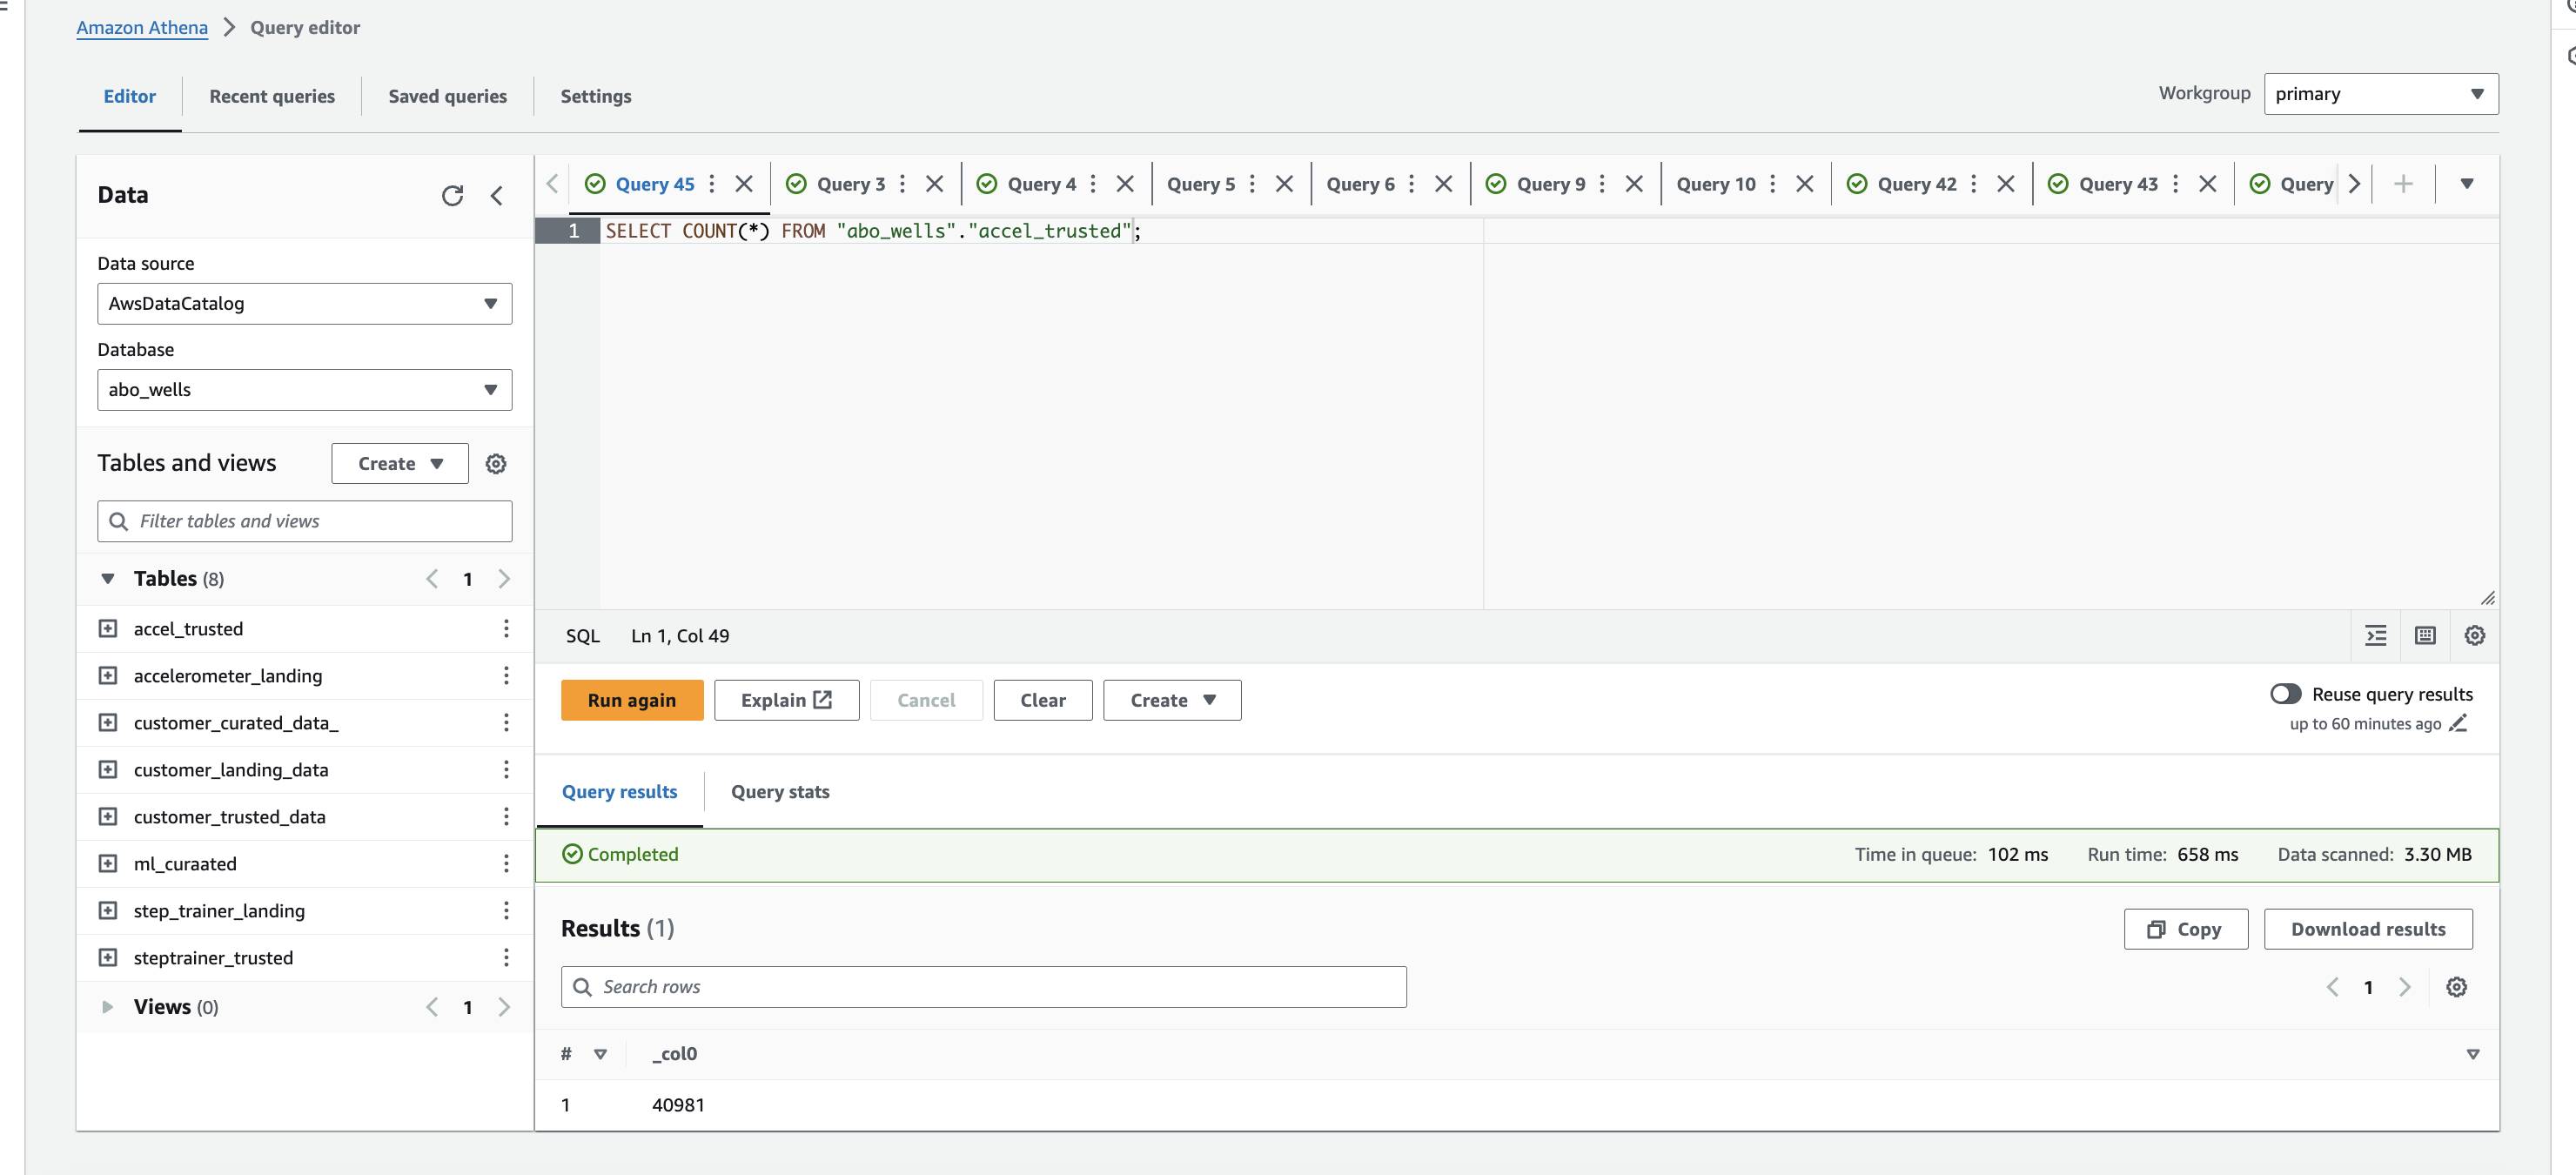 Amazon Athena > Query editor
Editor Recent queries Saved queries Settings
Workgroup primary
Data
Data source
AwsDataCatalog
Database
abo_wells
Tables and views Create
Filter tables and views
Tables (8) 1
accel_trusted
accelerometer_landing
customer_curated_data_
customer_landing_data
customer_trusted_data
ml_curaated
step_trainer_landing
steptrainer_trusted
Views (0) 1
Query 45 Query 3 Query 4 Query 5 Query 6 Query 9 Query 10 Query 42 Query 43 Query
1 SELECT COUNT(*) FROM "abo_wells"."accel_trusted";
SQL Ln 1, Col 49
Run again Explain Cancel Clear Create
Reuse query results
up to 60 minutes ago
Query results Query stats
Completed Time in queue: 102 ms Run time: 658 ms Data scanned: 3.30 MB
Results (1) Copy Download results
Search rows 1
# _col0
1 40981